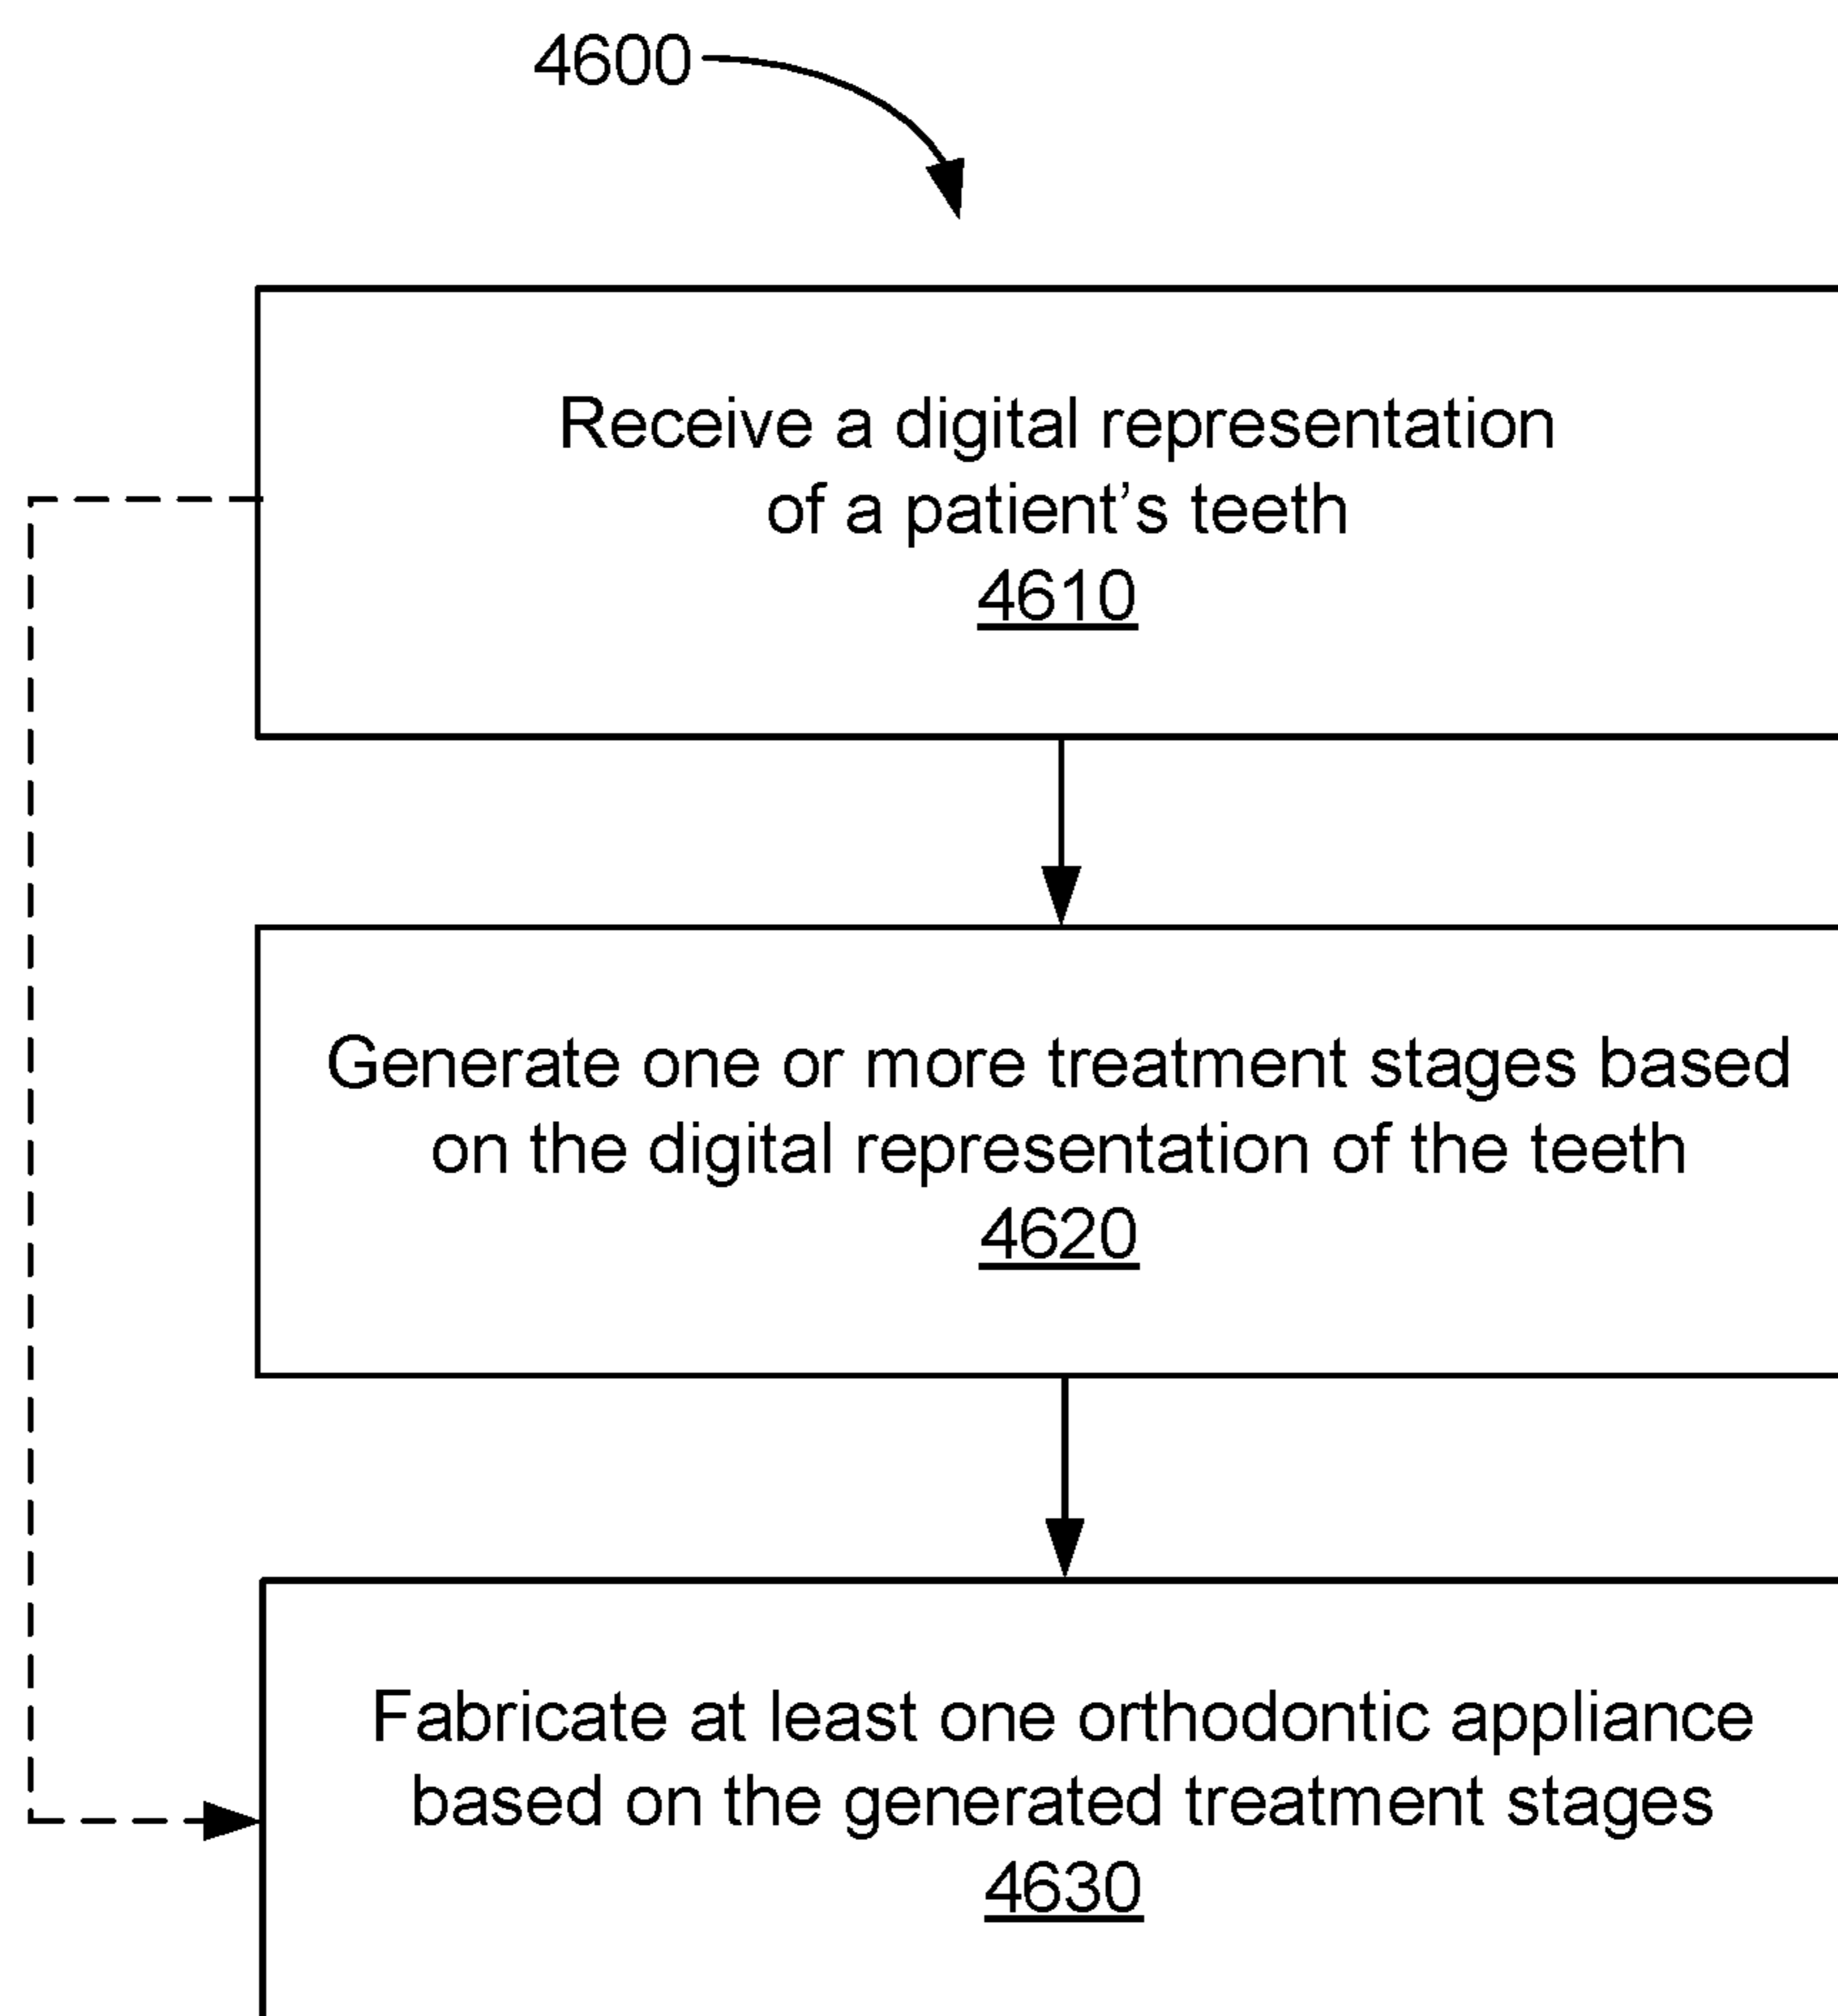 4600
Receive a digital representation
of a patient’s teeth
4610
Generate one or more treatment stages based
on the digital representation of the teeth
4620
Fabricate at least one orthodontic appliance
based on the generated treatment stages
4630